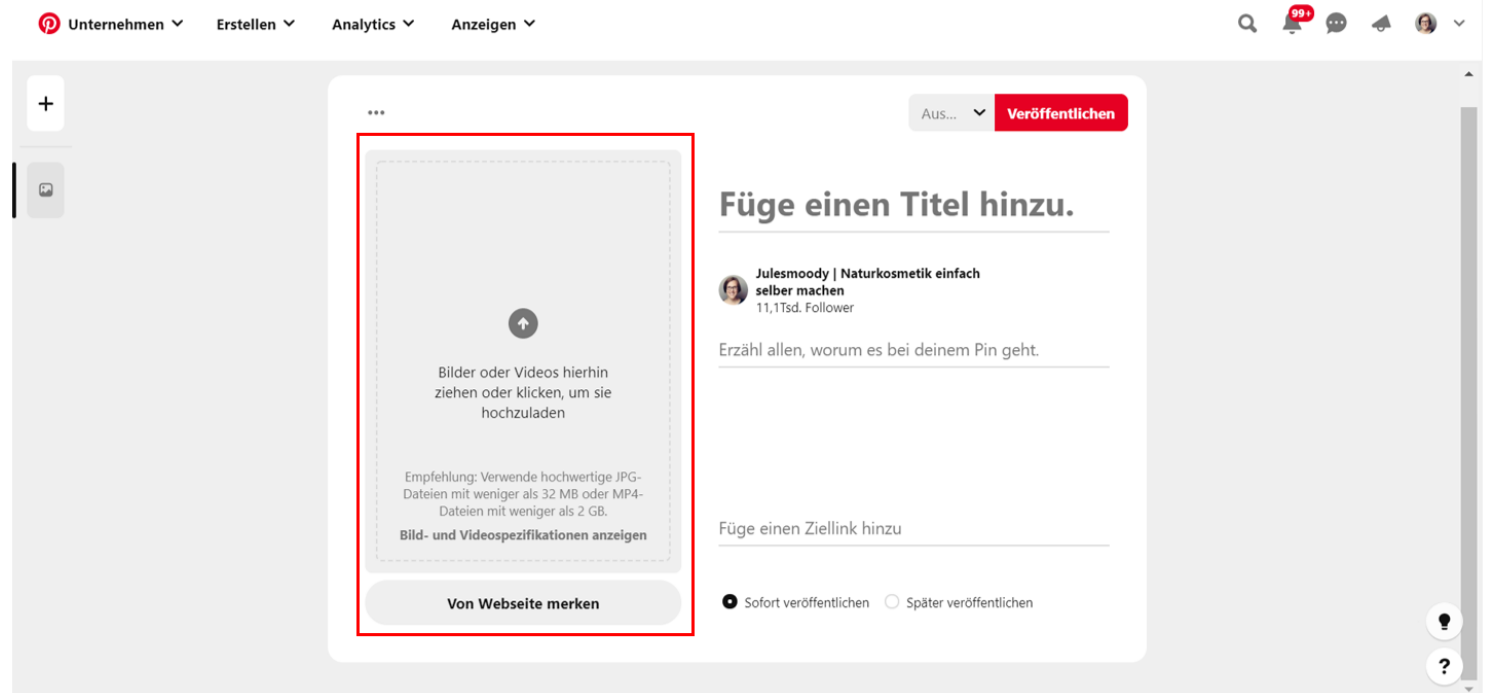 Unternehmen Erstellen Analytics Anzeigen 99+
Aus... Veröffentlichen
Bilder oder Videos hierhin
ziehen oder klicken, um sie
hochzuladen
Empfehlung: Verwende hochwertige JPG-
Dateien mit weniger als 32 MB oder MP4-
Dateien mit weniger als 2 GB.
Bild- und Videospezifikationen anzeigen
Von Webseite merken
Füge einen Titel hinzu.
Julesmoody | Naturkosmetik einfach
selber machen
11,1Tsd. Follower
Erzähl allen, worum es bei deinem Pin geht.
Füge einen Ziellink hinzu
Sofort veröffentlichen Später veröffentlichen
?